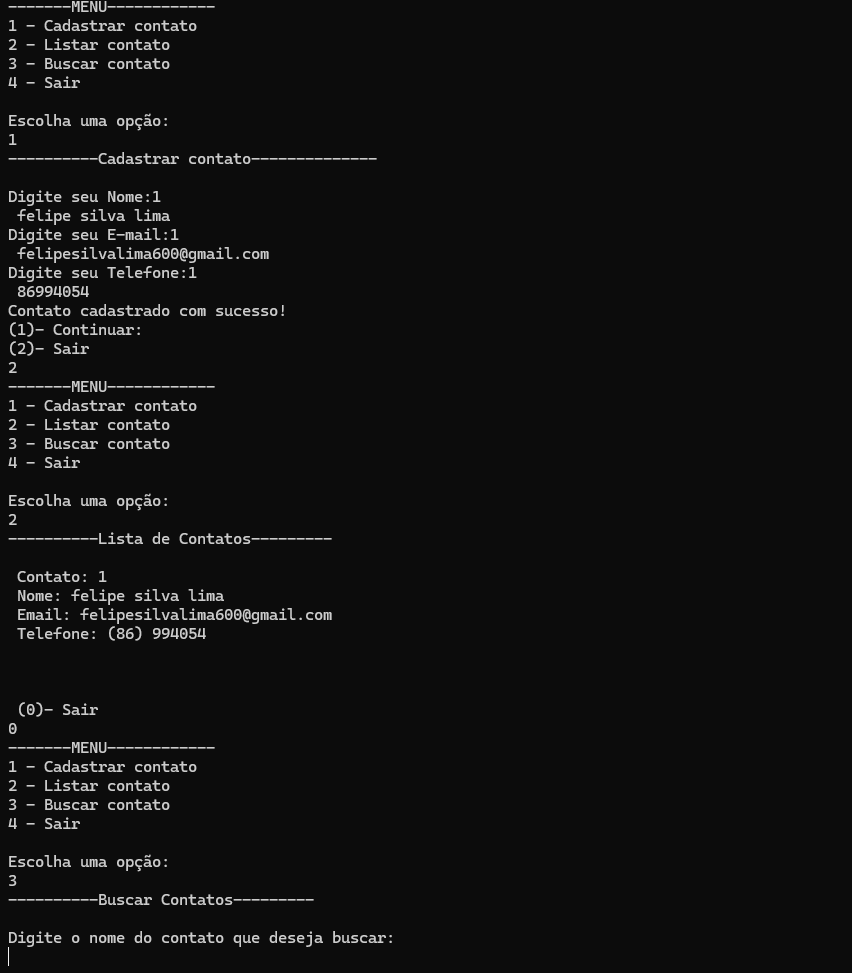 -------MENU------------
1 - Cadastrar contato
2 - Listar contato
3 - Buscar contato
4 - Sair
Escolha uma opção:
1
----------Cadastrar contato--------------
Digite seu Nome:1
felipe silva lima
Digite seu E-mail:1
felipesilvalima600@gmail.com
Digite seu Telefone:1
86994054
Contato cadastrado com sucesso!
(1)- Continuar:
(2)- Sair
2
-------MENU------------
1 - Cadastrar contato
2 - Listar contato
3 - Buscar contato
4 - Sair
Escolha uma opção:
2
----------Lista de Contatos---------
Contato: 1
Nome: felipe silva lima
Email: felipesilvalima600@gmail.com
Telefone: (86) 994054
(0)- Sair
0
-------MENU------------
1 - Cadastrar contato
2 - Listar contato
3 - Buscar contato
4 - Sair
Escolha uma opção:
3
----------Buscar Contatos---------
Digite o nome do contato que deseja buscar: